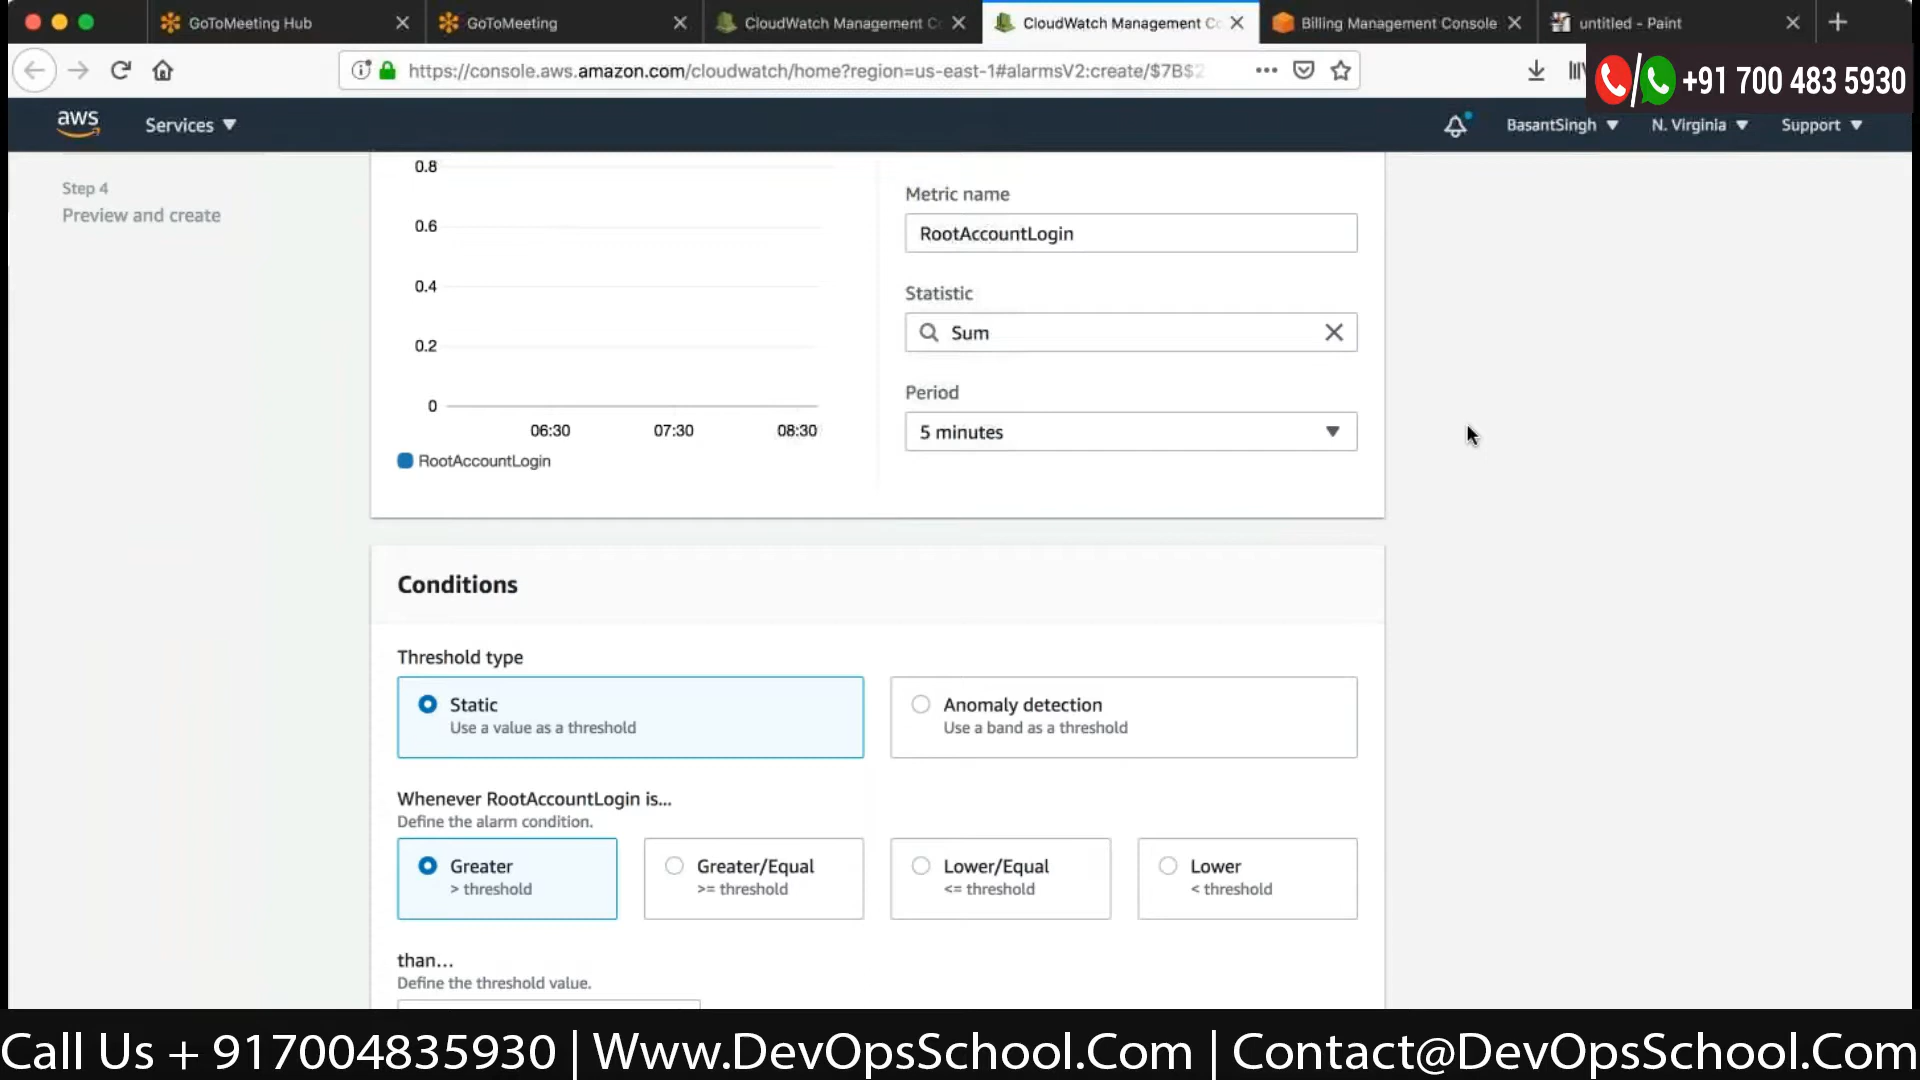 GoToMeeting Hub
GoToMeeting
CloudWatch Management Co
CloudWatch Management Co
Billing Management Console
untitled - Paint
https://console.aws.amazon.com/cloudwatch/home?region=us-east-1#alarmsV2:create/$7B$2
+91 700 483 5930
aws
Services
BasantSingh
N. Virginia
Support
Step 4
Preview and create
0.8
0.6
0.4
0.2
0
06:30
07:30
08:30
RootAccountLogin
Metric name
RootAccountLogin
Statistic
Sum
Period
5 minutes
Conditions
Threshold type
Static
Use a value as a threshold
Anomaly detection
Use a band as a threshold
Whenever RootAccountLogin is...
Define the alarm condition.
Greater
> threshold
Greater/Equal
>= threshold
Lower/Equal
<= threshold
Lower
< threshold
than...
Define the threshold value.
Call Us + 917004835930 | Www.DevOpsSchool.Com | Contact@DevOpsSchool.Com